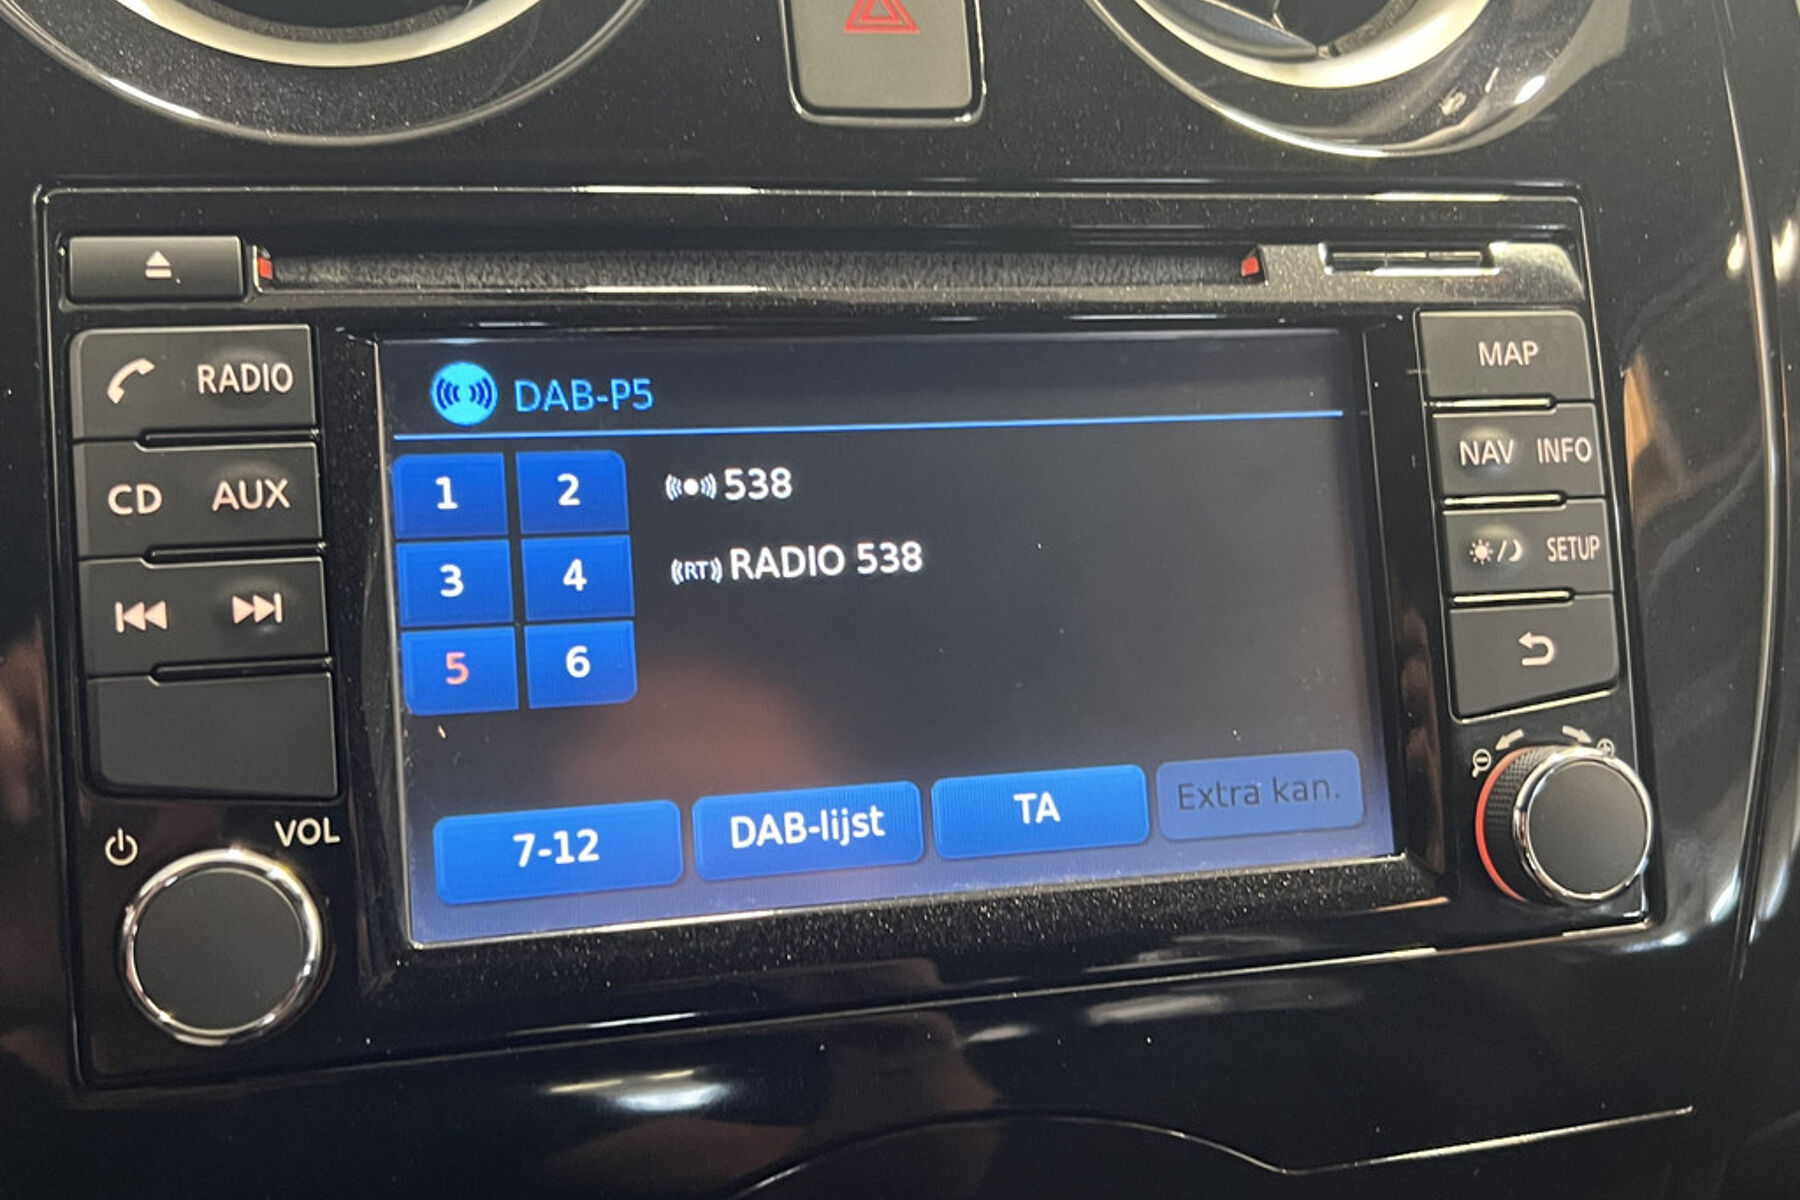 RADIO
CD AUX
VOL
DAB-P5
1 2
3 4
5 6
538
RT RADIO 538
7-12 DAB-lijst TA Extra kan.
MAP
NAV INFO
SETUP